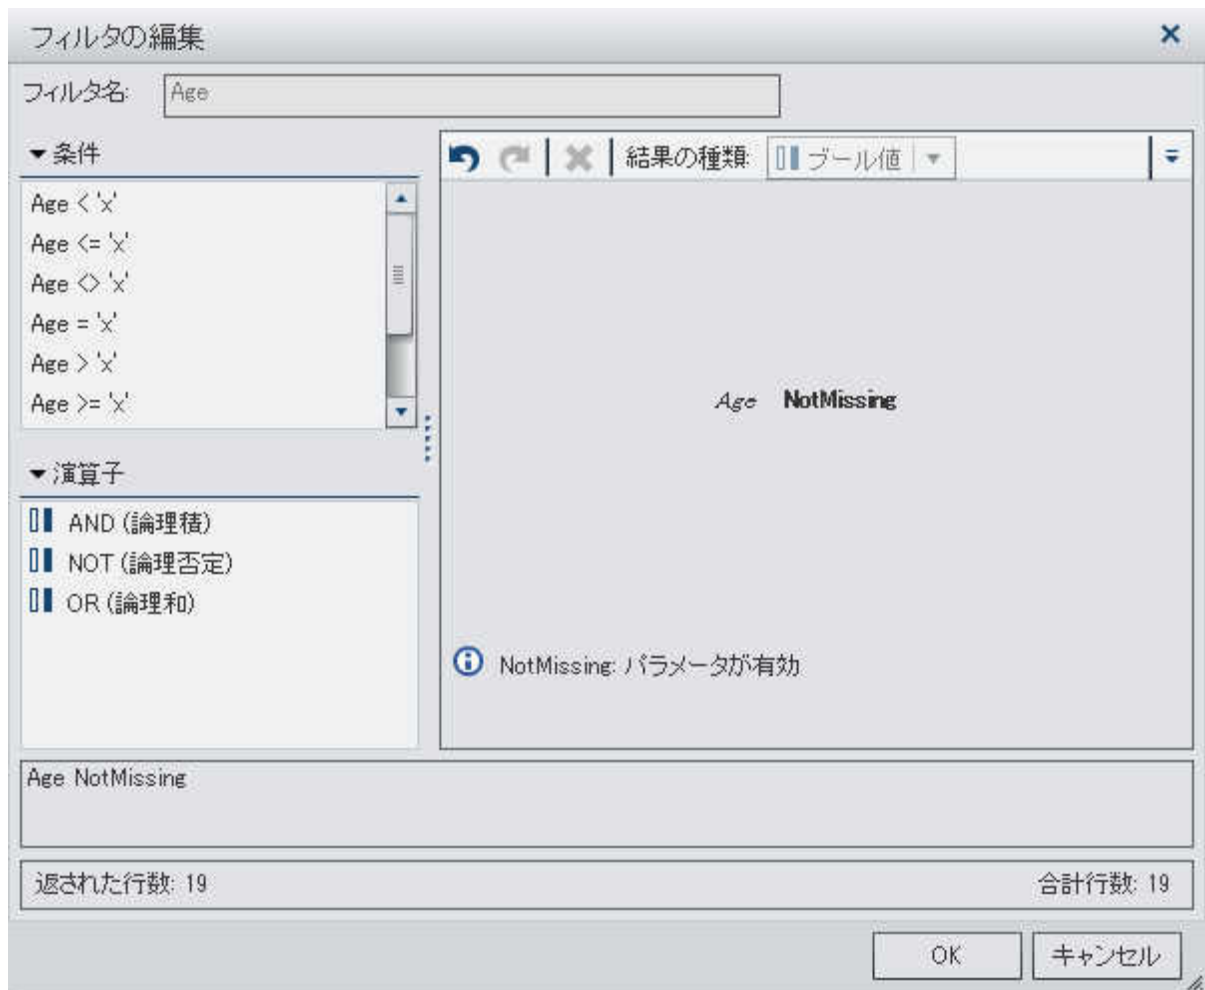 フィルタの編集
フィルタ名: Age
▼条件
Age < 'x'
Age <= 'x'
Age <> 'x'
Age = 'x'
Age > 'x'
Age >= 'x'
▼演算子
AND (論理積)
NOT (論理否定)
OR (論理和)
結果の種類: ブール値
Age NotMissing
NotMissing: パラメータが有効
Age NotMissing
返された行数: 19 合計行数: 19
OK キャンセル